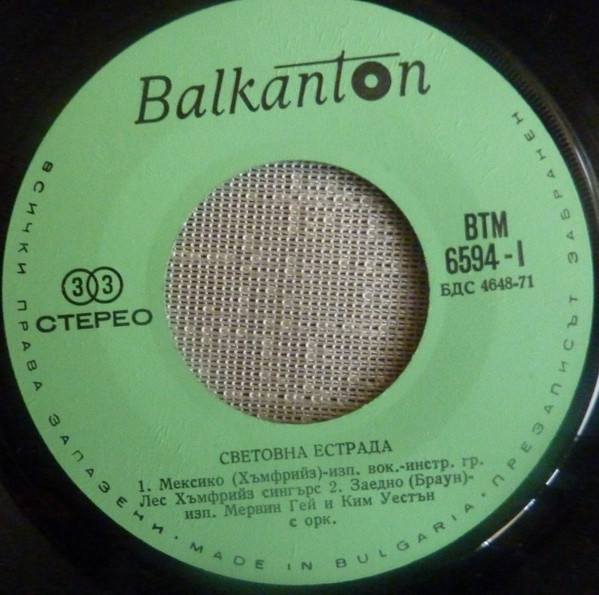 Balkanton
ВТМ
6594-I
БДС 4648-71
33
СТЕРЕО
СВЕТОВНА ЕСТРАДА
1. Мексико (Хъмфрийз)-изп. вок.-инстр. гр.
Лес Хъмфрийз сингърс 2. Заедно (Браун)-
изп. Мервин Гей и Ким Уестън
с орк.
ВСИЧКИ ПРАВА ЗАПАЗЕНИ · MADE IN BULGARIA · ПРЕЗАПИСЪТ ЗАБРАНЕН